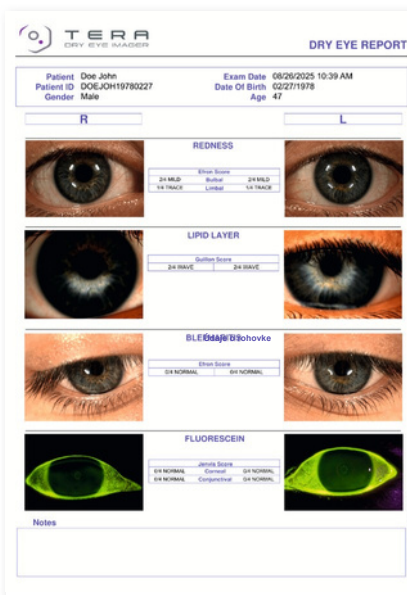 TERA
DRY EYE IMAGER
DRY EYE REPORT
Patient Doe John
Exam Date 08/26/2025 10:39 AM
Patient ID DOEJOH19780227
Date Of Birth 02/27/1978
Gender Male
Age 47
R
L
REDNESS
Efron Score
2/4 MILD Bulbar 2/4 MILD
1/4 TRACE Limbal 1/4 TRACE
LIPID LAYER
Guillon Score
2/4 WAVE 2/4 WAVE
Efron Score
0/4 NORMAL 0/4 NORMAL
FLUORESCEIN
Jenvis Score
0/4 NORMAL Corneal 0/4 NORMAL
0/4 NORMAL Conjunctival 0/4 NORMAL
Notes